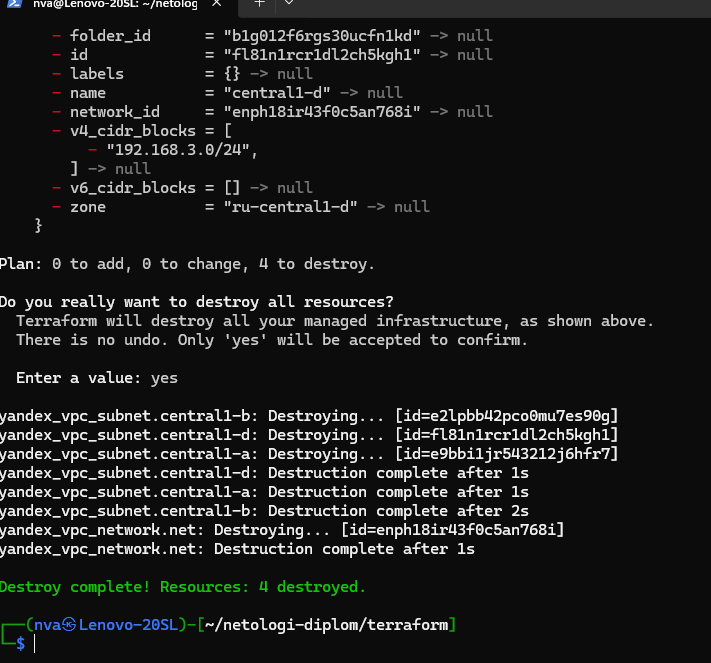 nva@Lenovo-20SL: ~/netolog
- folder_id      = "b1g012f6rgs30ucfn1kd" -> null
- id             = "fl81n1rcr1dl2ch5kgh1" -> null
- labels         = {} -> null
- name           = "central1-d" -> null
- network_id     = "enph18ir43f0c5an768i" -> null
- v4_cidr_blocks = [
- "192.168.3.0/24",
] -> null
- v6_cidr_blocks = [] -> null
- zone           = "ru-central1-d" -> null
}
Plan: 0 to add, 0 to change, 4 to destroy.
Do you really want to destroy all resources?
Terraform will destroy all your managed infrastructure, as shown above.
There is no undo. Only 'yes' will be accepted to confirm.
Enter a value: yes
yandex_vpc_subnet.central1-b: Destroying... [id=e2lpbb42pco0mu7es90g]
yandex_vpc_subnet.central1-d: Destroying... [id=fl81n1rcr1dl2ch5kgh1]
yandex_vpc_subnet.central1-a: Destroying... [id=e9bbi1jr543212j6hfr7]
yandex_vpc_subnet.central1-d: Destruction complete after 1s
yandex_vpc_subnet.central1-a: Destruction complete after 1s
yandex_vpc_subnet.central1-b: Destruction complete after 2s
yandex_vpc_network.net: Destroying... [id=enph18ir43f0c5an768i]
yandex_vpc_network.net: Destruction complete after 1s
Destroy complete! Resources: 4 destroyed.
┌──(nva㉿Lenovo-20SL)-[~/netologi-diplom/terraform]
└─$